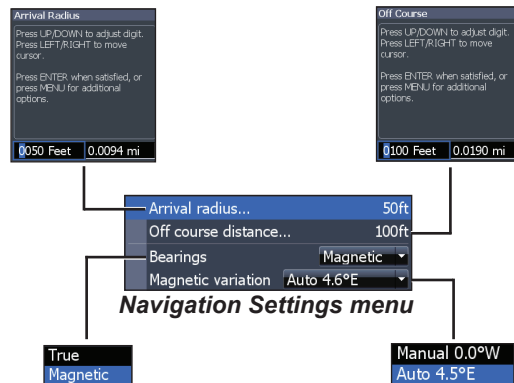 Arrival Radius
Press UP/DOWN to adjust digit.
Press LEFT/RIGHT to move
cursor.
Press ENTER when satisfied, or
press MENU for additional
options.
0050 Feet 0.0094 mi
Off Course
Press UP/DOWN to adjust digit.
Press LEFT/RIGHT to move
cursor.
Press ENTER when satisfied, or
press MENU for additional
options.
0100 Feet 0.0190 mi
Arrival radius... 50ft
Off course distance... 100ft
Bearings Magnetic
Magnetic variation Auto 4.6°E
Navigation Settings menu
True
Magnetic
Manual 0.0°W
Auto 4.5°E